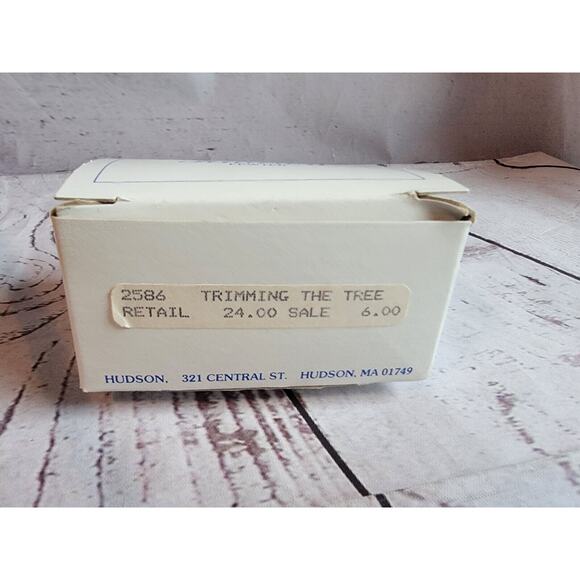 2586 TRIMMING THE TREE
RETAIL 24.00 SALE 6.00
HUDSON, 321 CENTRAL ST. HUDSON, MA 01749